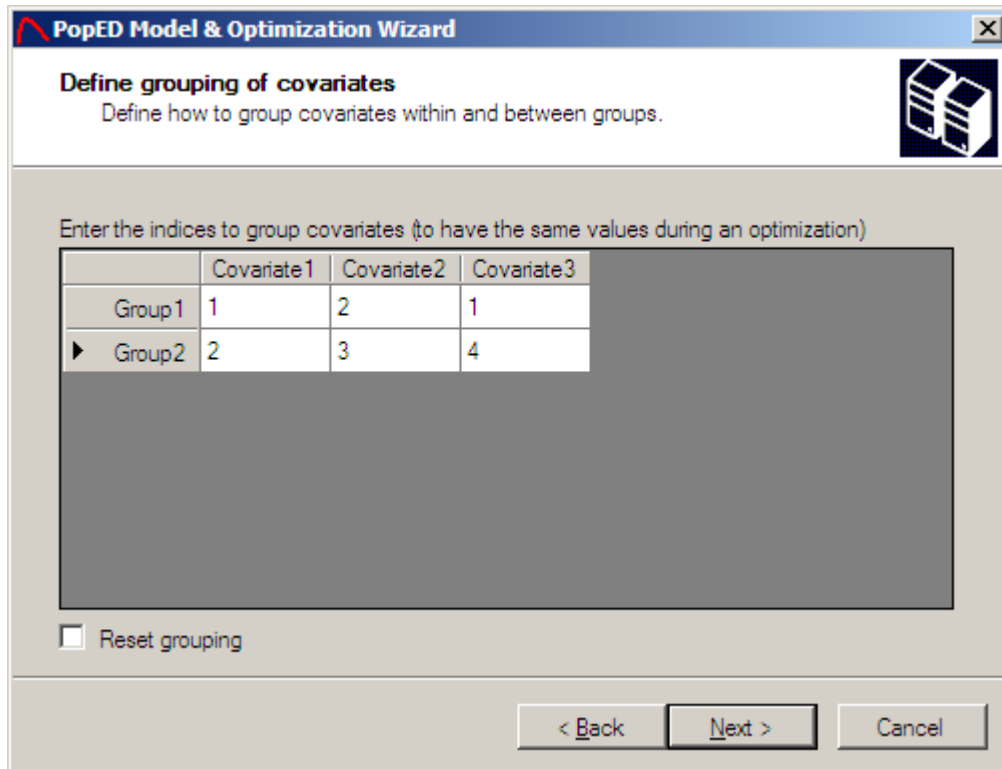 PopED Model & Optimization Wizard
Define grouping of covariates
Define how to group covariates within and between groups.
Enter the indices to group covariates (to have the same values during an optimization)
Covariate1 Covariate2 Covariate3
Group1 1 2 1
Group2 2 3 4
Reset grouping
< Back Next > Cancel